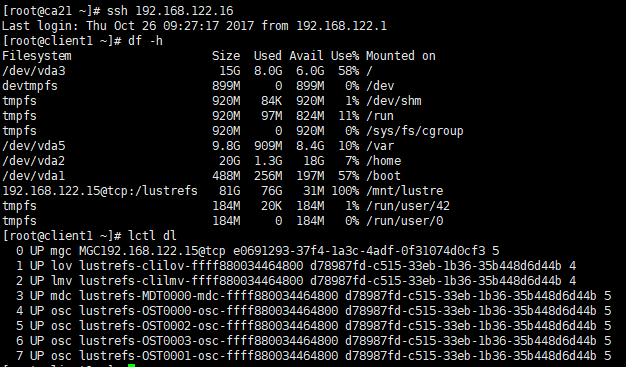 [root@ca21 ~]# ssh 192.168.122.16
Last login: Thu Oct 26 09:27:17 2017 from 192.168.122.1
[root@client1 ~]# df -h
Filesystem                 Size  Used Avail Use% Mounted on
/dev/vda3                   15G  8.0G  6.0G  58% /
devtmpfs                   899M     0  899M   0% /dev
tmpfs                      920M   84K  920M   1% /dev/shm
tmpfs                      920M   97M  824M  11% /run
tmpfs                      920M     0  920M   0% /sys/fs/cgroup
/dev/vda5                  9.8G  909M  8.4G  10% /var
/dev/vda2                   20G  1.3G   18G   7% /home
/dev/vda1                  488M  256M  197M  57% /boot
192.168.122.15@tcp:/lustrefs   81G   76G   31M 100% /mnt/lustre
tmpfs                      184M   20K  184M   1% /run/user/42
tmpfs                      184M     0  184M   0% /run/user/0
[root@client1 ~]# lctl dl
  0 UP mgc MGC192.168.122.15@tcp e0691293-37f4-1a3c-4adf-0f31074d0cf3 5
  1 UP lov lustrefs-clilov-ffff880034464800 d78987fd-c515-33eb-1b36-35b448d6d44b 4
  2 UP lmv lustrefs-clilmv-ffff880034464800 d78987fd-c515-33eb-1b36-35b448d6d44b 4
  3 UP mdc lustrefs-MDT0000-mdc-ffff880034464800 d78987fd-c515-33eb-1b36-35b448d6d44b 5
  4 UP osc lustrefs-OST0000-osc-ffff880034464800 d78987fd-c515-33eb-1b36-35b448d6d44b 5
  5 UP osc lustrefs-OST0002-osc-ffff880034464800 d78987fd-c515-33eb-1b36-35b448d6d44b 5
  6 UP osc lustrefs-OST0003-osc-ffff880034464800 d78987fd-c515-33eb-1b36-35b448d6d44b 5
  7 UP osc lustrefs-OST0001-osc-ffff880034464800 d78987fd-c515-33eb-1b36-35b448d6d44b 5